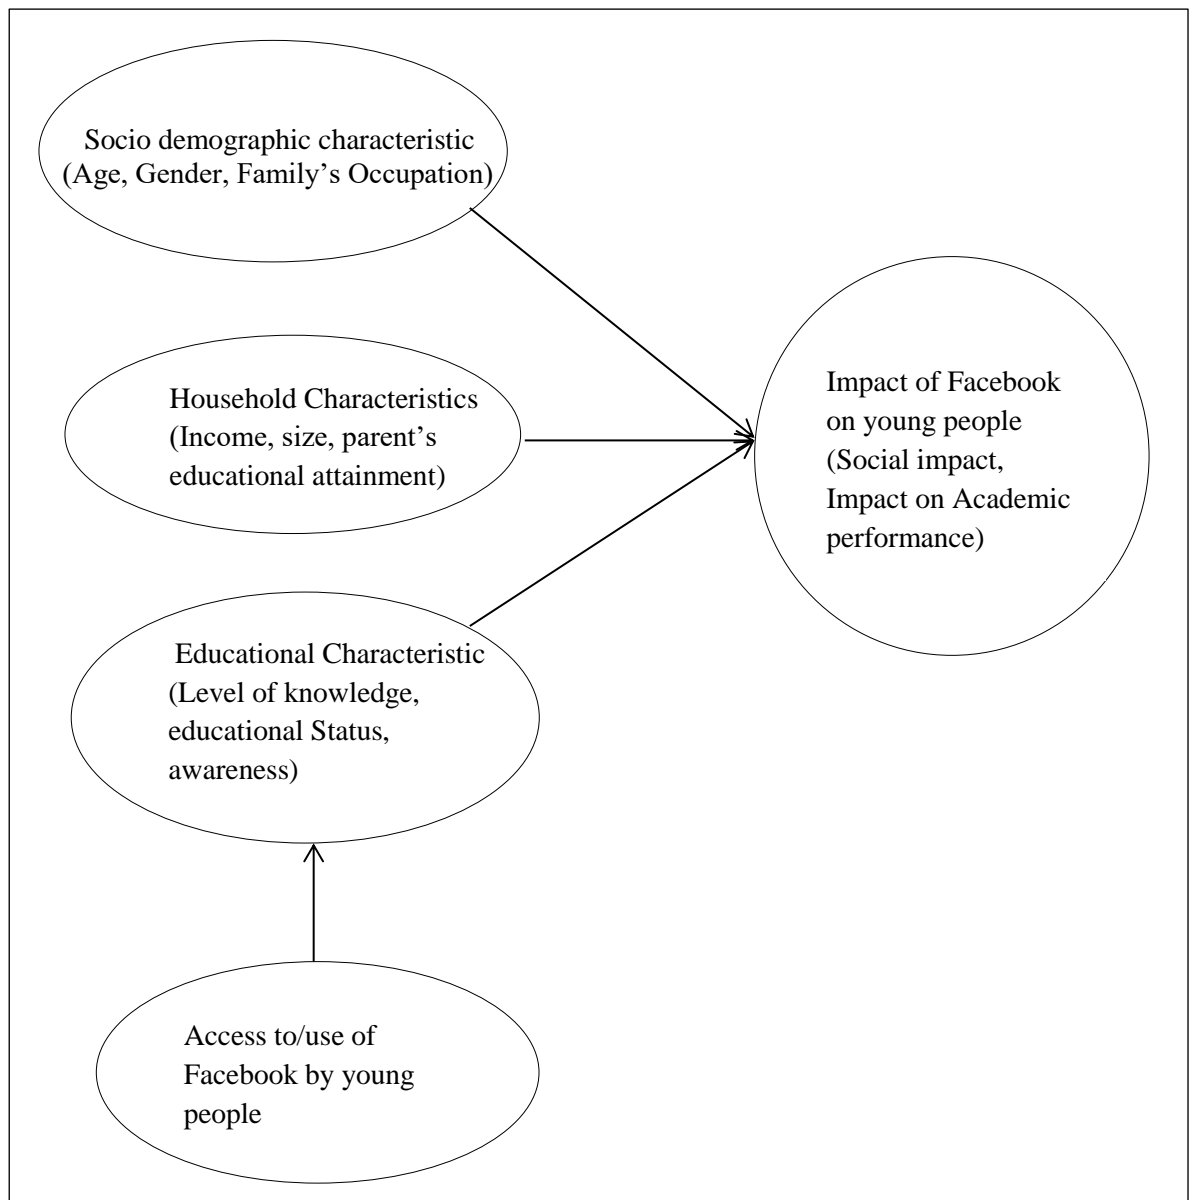 Socio demographic characteristic
(Age, Gender, Family’s Occupation)
Household Characteristics
(Income, size, parent’s
educational attainment)
Impact of Facebook
on young people
(Social impact,
Impact on Academic
performance)
Educational Characteristic
(Level of knowledge,
educational Status,
awareness)
Access to/use of
Facebook by young
people